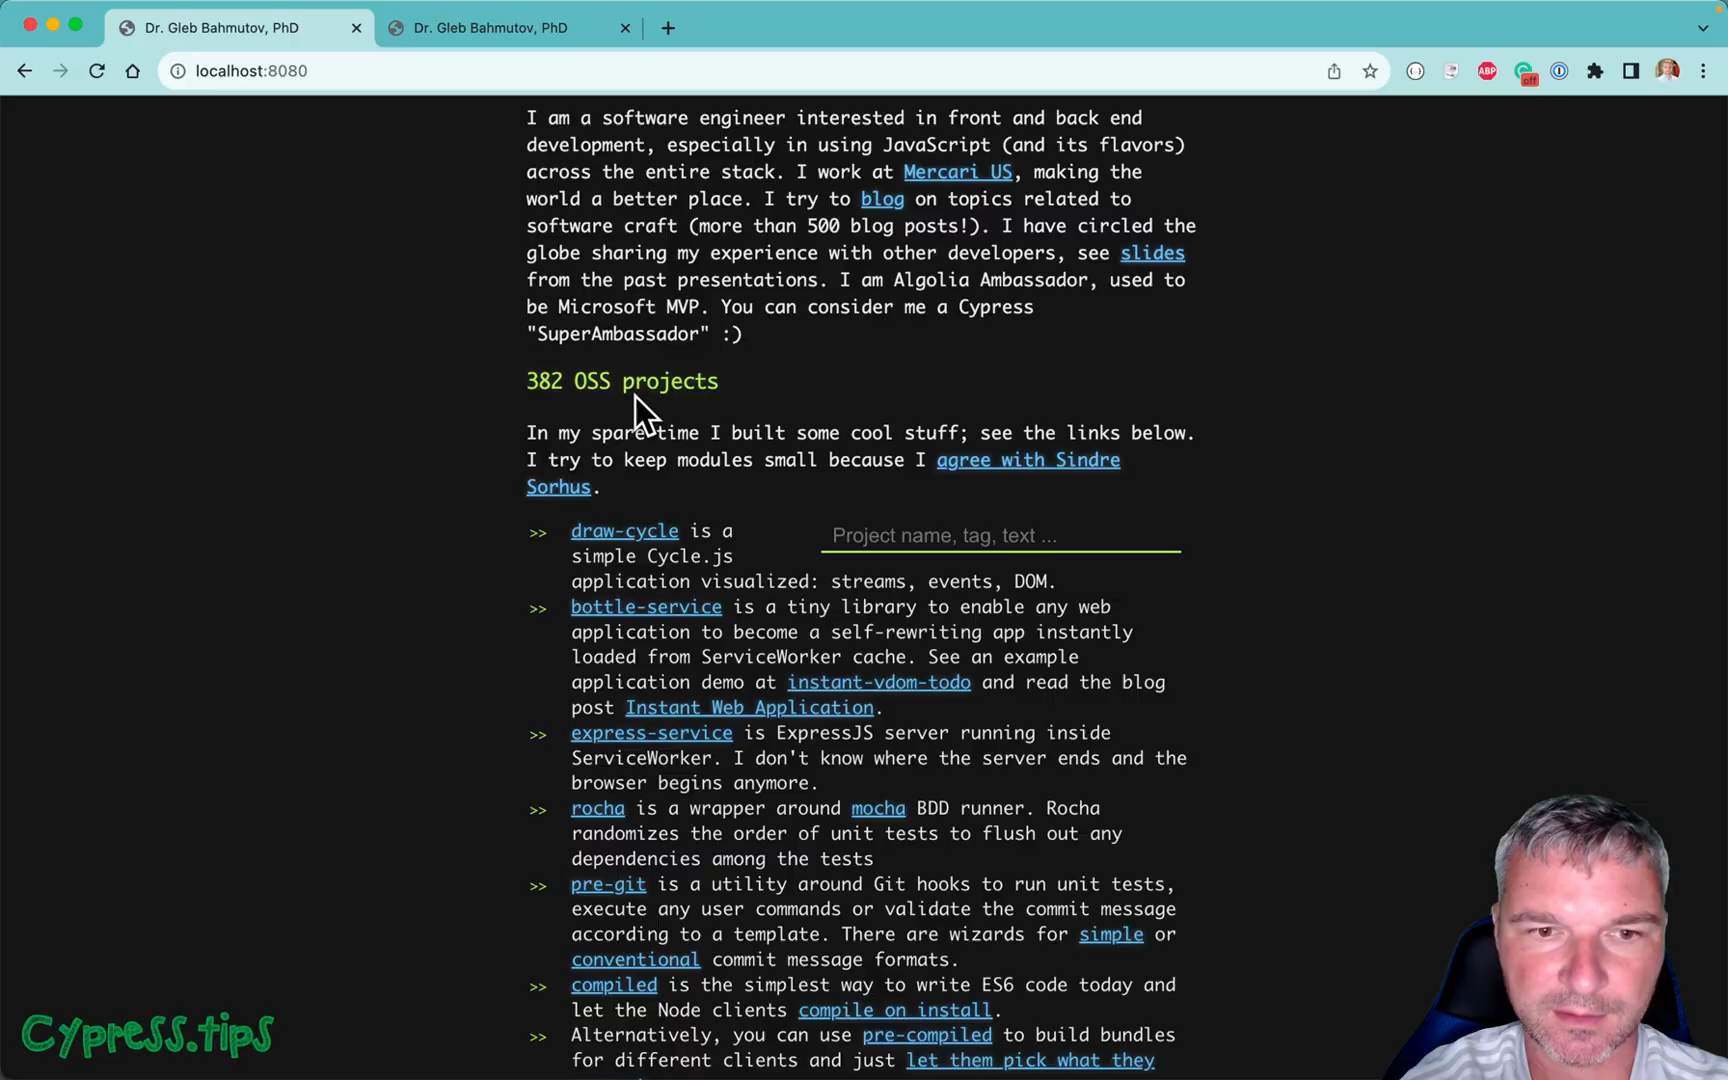 Dr. Gleb Bahmutov, PhD
Dr. Gleb Bahmutov, PhD
localhost:8080
ABP
off
I am a software engineer interested in front and back end
development, especially in using JavaScript (and its flavors)
across the entire stack. I work at Mercari US, making the
world a better place. I try to blog on topics related to
software craft (more than 500 blog posts!). I have circled the
globe sharing my experience with other developers, see slides
from the past presentations. I am Algolia Ambassador, used to
be Microsoft MVP. You can consider me a Cypress
"SuperAmbassador" :)
382 OSS projects
In my spare time I built some cool stuff; see the links below.
I try to keep modules small because I agree with Sindre
Sorhus.
Project name, tag, text ...
>> draw-cycle is a
simple Cycle.js
application visualized: streams, events, DOM.
>> bottle-service is a tiny library to enable any web
application to become a self-rewriting app instantly
loaded from ServiceWorker cache. See an example
application demo at instant-vdom-todo and read the blog
post Instant Web Application.
>> express-service is ExpressJS server running inside
ServiceWorker. I don't know where the server ends and the
browser begins anymore.
>> rocha is a wrapper around mocha BDD runner. Rocha
randomizes the order of unit tests to flush out any
dependencies among the tests
>> pre-git is a utility around Git hooks to run unit tests,
execute any user commands or validate the commit message
according to a template. There are wizards for simple or
conventional commit message formats.
>> compiled is the simplest way to write ES6 code today and
let the Node clients compile on install.
>> Alternatively, you can use pre-compiled to build bundles
for different clients and just let them pick what they
Cypress.tips